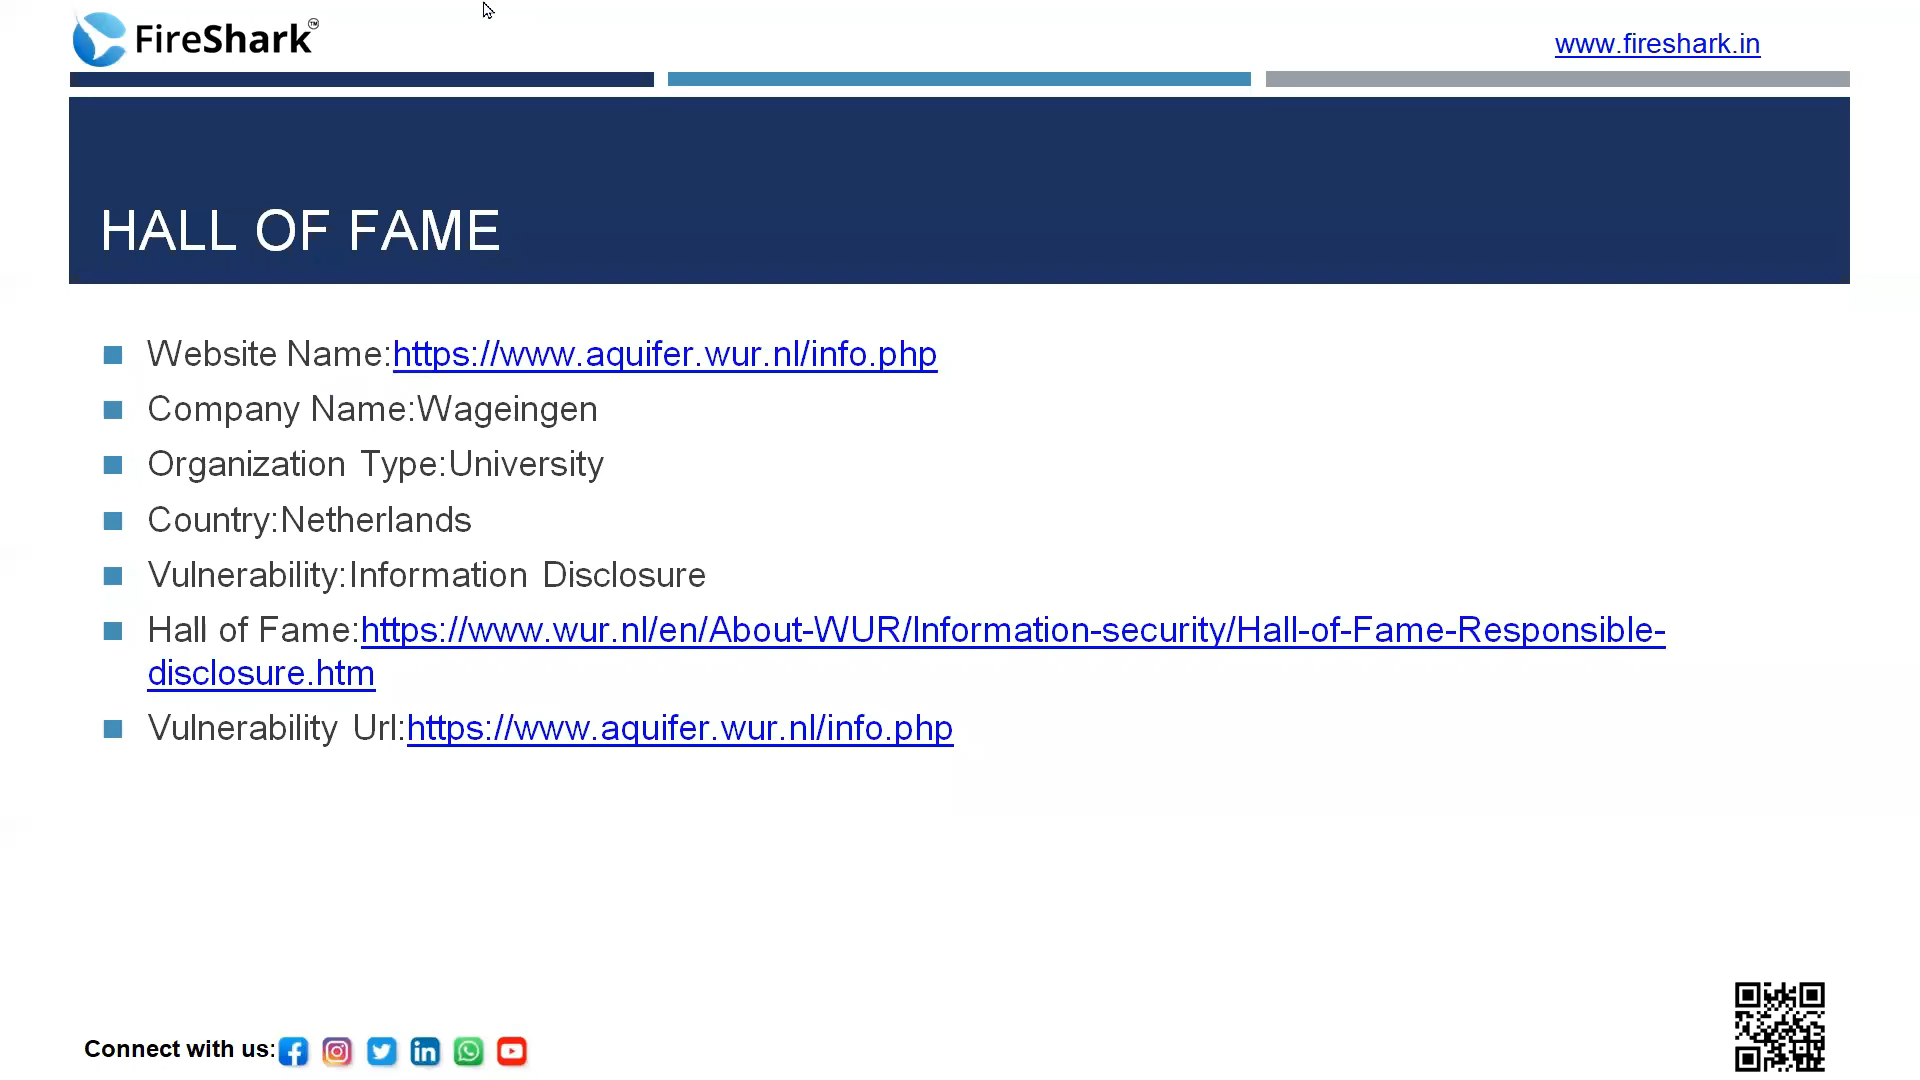 FireShark™
www.fireshark.in
HALL OF FAME
Website Name:https://www.aquifer.wur.nl/info.php
Company Name:Wageingen
Organization Type:University
Country:Netherlands
Vulnerability:Information Disclosure
Hall of Fame:https://www.wur.nl/en/About-WUR/Information-security/Hall-of-Fame-Responsible-
disclosure.htm
Vulnerability Url:https://www.aquifer.wur.nl/info.php
Connect with us: